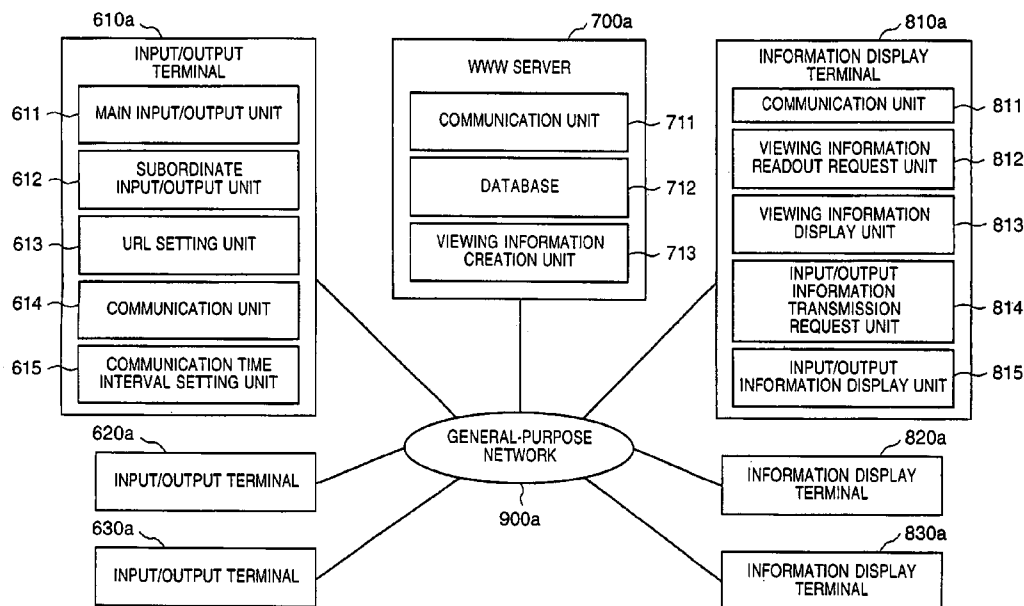 610a
INPUT/OUTPUT
TERMINAL
611
MAIN INPUT/OUTPUT UNIT
612
SUBORDINATE
INPUT/OUTPUT UNIT
613
URL SETTING UNIT
614
COMMUNICATION UNIT
615
COMMUNICATION TIME
INTERVAL SETTING UNIT
700a
WWW SERVER
COMMUNICATION UNIT
711
DATABASE
712
VIEWING INFORMATION
CREATION UNIT
713
810a
INFORMATION DISPLAY
TERMINAL
COMMUNICATION UNIT
811
VIEWING INFORMATION
READOUT REQUEST UNIT
812
VIEWING INFORMATION
DISPLAY UNIT
813
INPUT/OUTPUT
INFORMATION
TRANSMISSION
REQUEST UNIT
814
INPUT/OUTPUT
INFORMATION DISPLAY UNIT
815
GENERAL-PURPOSE
NETWORK
900a
620a
INPUT/OUTPUT TERMINAL
630a
INPUT/OUTPUT TERMINAL
820a
INFORMATION DISPLAY
TERMINAL
830a
INFORMATION DISPLAY
TERMINAL